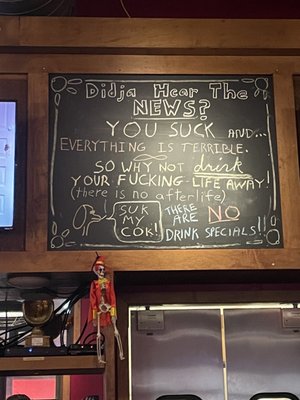 Didja Hear The
NEWS?
YOU SUCK AND...
EVERYTHING IS TERRIBLE.
SO WHY NOT drink
YOUR FUCKING LIFE AWAY!
(there is no afterlife)
SUK
MY
COK!
THERE
ARE NO
DRINK SPECIALS!!